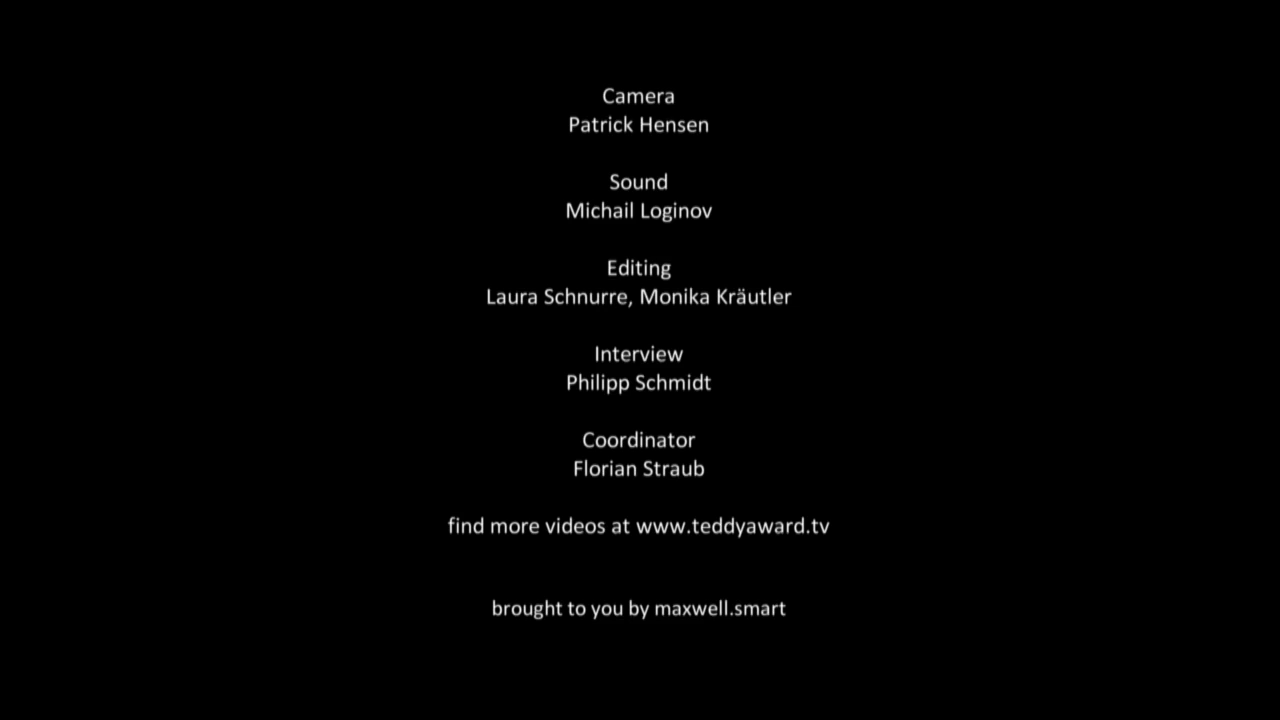 Camera
Patrick Hensen
Sound
Michail Loginov
Editing
Laura Schnurre, Monika Kräutler
Interview
Philipp Schmidt
Coordinator
Florian Straub
find more videos at www.teddyaward.tv
brought to you by maxwell.smart